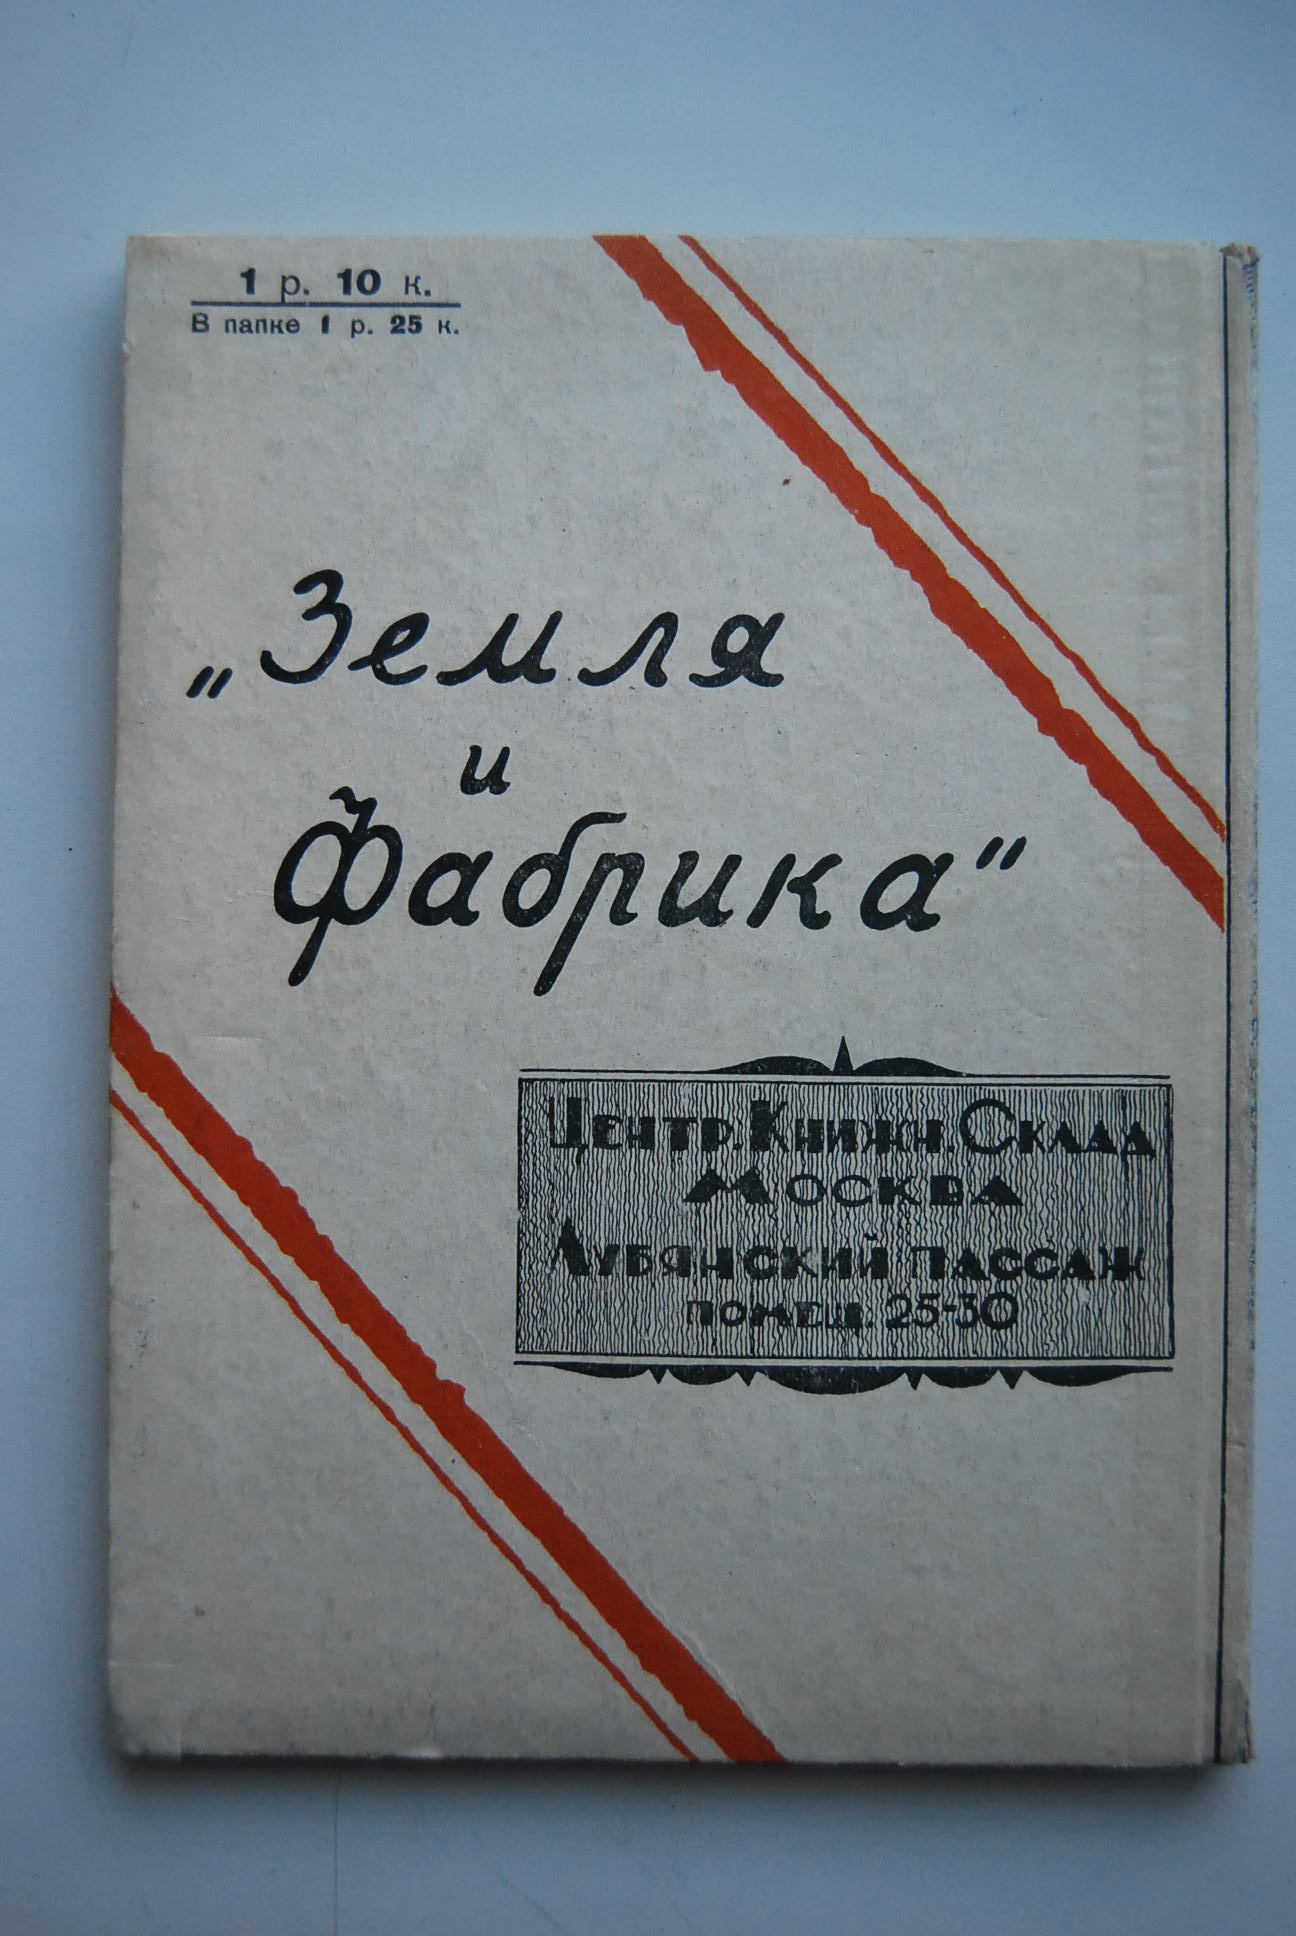 1 р. 10 к.
В папке 1 р. 25 к.
„Земля
и
Фабрика"
Центр. Книжн. Склад
Москва
Лубянский пассаж
помещ. 25-30